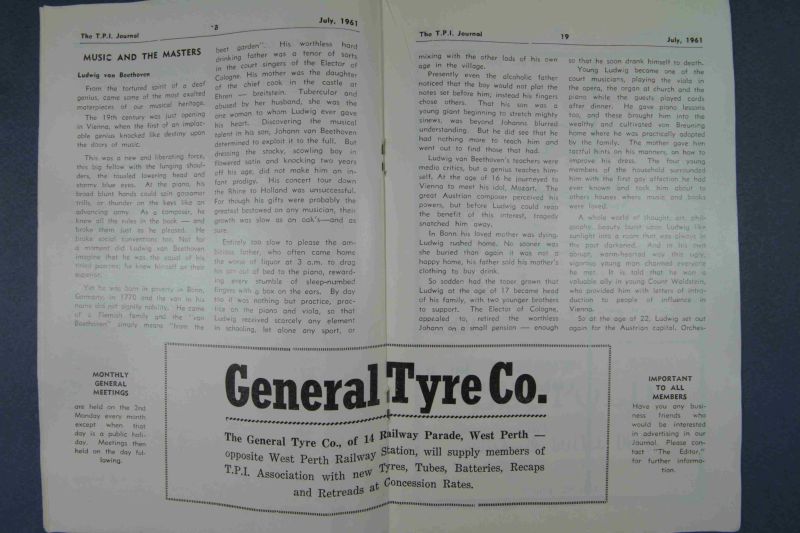 The T.P.I. Journal
July, 1961
MUSIC AND THE MASTERS
Ludwig van Beethoven
From the tortured spirit of a deaf
genius, came some of the most exalted
masterpieces of our musical heritage.
The 19th century was just opening
in Vienna, when the first of an implac-
able genius knocked like destiny upon
the doors of music.
This was a new and liberating force,
this big fellow with the lunging shoul-
ders, the tousled lowering head and
stormy blue eyes. At the piano, his
broad blunt hands could spin gossamer
trills, or thunder on the keys like an
advancing army. As a composer, he
knew all the rules in the book — and
broke them just as he pleased. He
broke social conventions too. Not for
a moment did Ludwig van Beethoven
imagine that he was the equal of his
titled patrons; he knew himself as their
superior.
Yet he was born in poverty in Bonn,
Germany, in 1770 and the van in his
name did not signify nobility. He came
of a Flemish family and the "van
Beethoven" simply means "from the
beet garden". His worthless hard
drinking father was a tenor of sorts
in the court singers of the Elector of
Cologne. His mother was the daughter
of the chief cook in the castle at
Ehren - breitstein. Tubercular and
abused by her husband, she was the
one woman to whom Ludwig ever gave
his heart. Discovering the musical
talent in his son, Johann van Beethoven
determined to exploit it to the full. But
dressing the stocky, scowling boy in
powered satin and knocking two years
off his age, did not make him an in-
fant prodigy. His concert tour down
the Rhine to Holland was unsuccessful.
For though his gifts were probably the
greatest bestowed on any musician, their
growth was slow as an oak's—and as
sure.
Entirely too slow to please the am-
bitious father, who often came home
the worse of liquor at 3 a.m. to drag
his son out of bed to the piano, reward-
ing every stumble of sleep-numbed
fingers with a box on the ears. By day
too it was nothing but practice, prac-
tice on the piano and viola, so that
Ludwig received scarcely any element
in schooling, let alone any sport, or
The T.P.I. Journal
19
July, 1961
mixing with the other lads of his own
age in the village.
Presently even the alcoholic father
noticed that the boy would not play the
notes set before him, instead his fingers
chose others. That his son was a
young giant beginning to stretch mighty
sinews, was beyond Johanns blurred
understanding But he did see that he
had nothing more to teach him and
went out to find those that had.
Ludwig van Beethoven's teachers were
medio critics, but a genius teaches him-
self. At the age of 16 he journeyed to
Vienna to meet his idol, Mozart. The
great Austrian composer perceived his
powers, but before Ludwig could reap
the benefit of this interest, tragedy
snatched him away.
In Bonn his loved mother was dying.
Ludwig rushed home. No sooner was
she buried than again it was not a
happy home, his father sold his mother's
clothing to buy drink.
So sodden had the toper grown that
Ludwig at the age of 17 became head
of his family, with two younger brothers
to support. The Elector of Cologne,
appealed to, retired the worthless
Johann on a small pension — enough
so that he soon drank himself to death.
Young Ludwig became one of the
court musicians, playing the viola in
the opera, the organ at church and the
piano while the guests played cards
after dinner. He gave piano lessons
too, and these brought him into the
wealthy and cultivated von Breuning
home where he was practically adopted
by the family. The mother gave him
tactful hints on his manners, on how to
improve his dress. The four young
members of the household surrounded
him with the first gay affection he had
ever known and took him about to
others houses where music and books
were loved.
A whole world of thought, art, phil-
osophy, beauty burst upon Ludwig like
sunlight into a room that was always in
the past darkened. And in his own
abrupt, warm-hearted way this ugly,
vigorous young man charmed everyone
he met. It is told that he won a
valuable ally in young Count Waldstein,
who provided him with letters of intro-
duction to people of influence in
Vienna.
So at the age of 22, Ludwig set out
again for the Austrian capital. Orches-
MONTHLY
GENERAL
MEETINGS
are held on the 2nd
Monday every month
except when that
day is a public holi-
day. Meetings then
held on the day fol-
lowing.
General Tyre Co.
The General Tyre Co., of 14 Railway Parade, West Perth —
opposite West Perth Railway Station, will supply members of
T.P.I. Association with new Tyres, Tubes, Batteries, Recaps
and Retreads at Concession Rates.
IMPORTANT
TO ALL
MEMBERS
Have you any busi-
ness friends who
would be interested
in advertising in our
Journal. Please con-
tact "The Editor,"
for further informa-
tion.